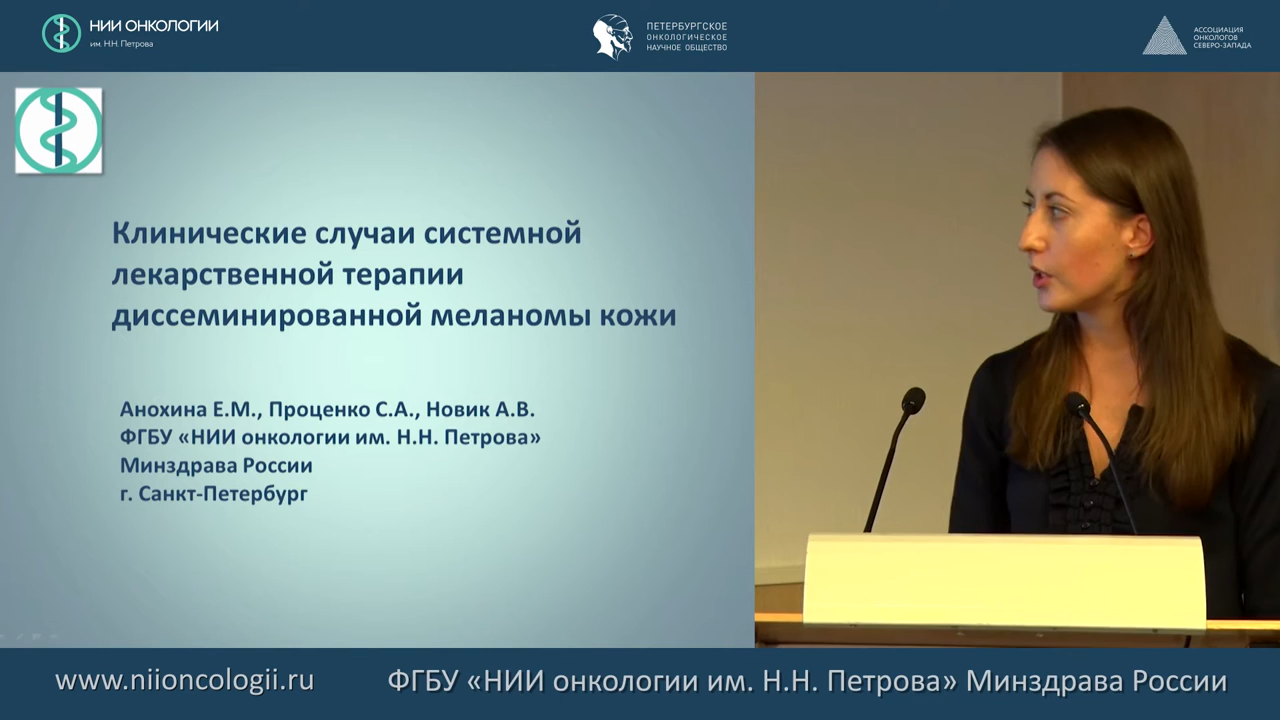 НИИ ОНКОЛОГИИ
им. Н.Н. Петрова
ПЕТЕРБУРГСКОЕ
ОНКОЛОГИЧЕСКОЕ
НАУЧНОЕ ОБЩЕСТВО
АССОЦИАЦИЯ
ОНКОЛОГОВ
СЕВЕРО-ЗАПАДА
Клинические случаи системной
лекарственной терапии
диссеминированной меланомы кожи
Анохина Е.М., Проценко С.А., Новик А.В.
ФГБУ «НИИ онкологии им. Н.Н. Петрова»
Минздрава России
г. Санкт-Петербург
www.niioncologii.ru
ФГБУ «НИИ онкологии им. Н.Н. Петрова» Минздрава России